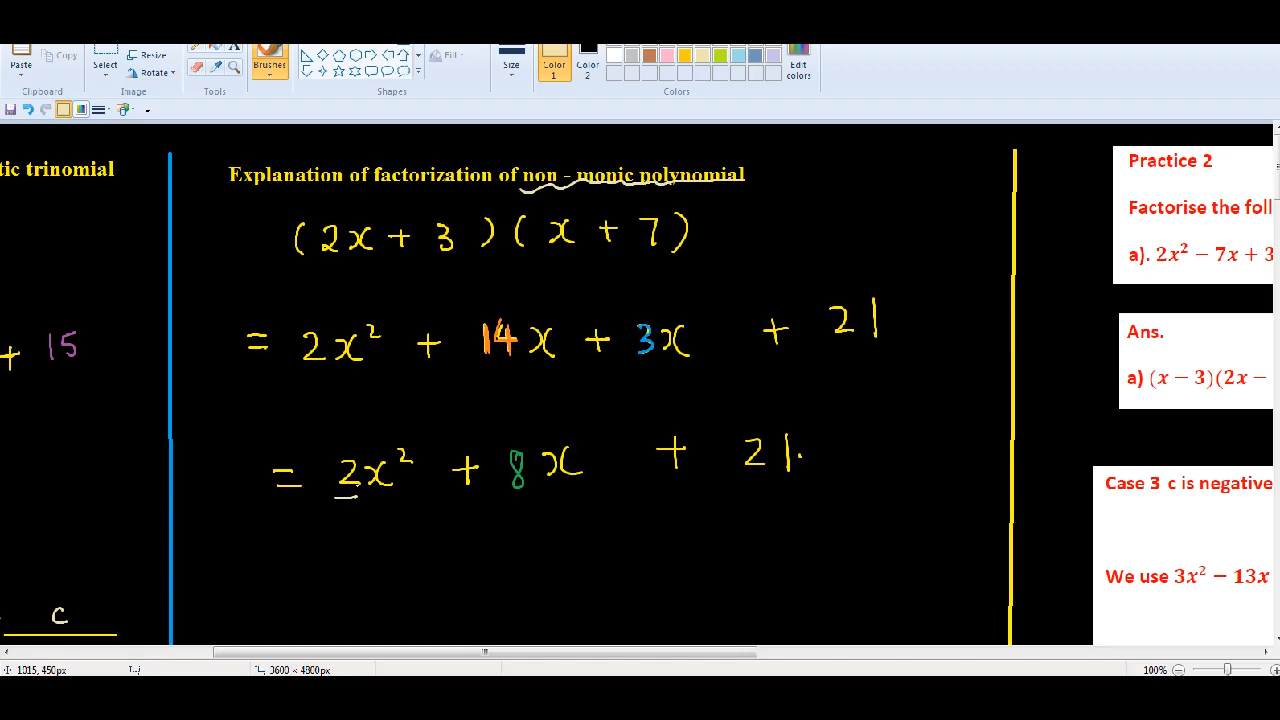 Paste
Copy
Select
Resize
Rotate
Brushes
Fill
Size
Color 1
Color 2
Edit colors
Clipboard
Image
Tools
Shapes
Colors
tic trinomial
+ 15
c
Explanation of factorization of non - monic polynomial
(2x + 3)(x + 7)
= 2x² + 14x + 3x + 21
= 2x² + 8x + 21.
Practice 2
Factorise the foll
a). 2x² − 7x + 3
Ans.
a) (x − 3)(2x −
Case 3 c is negative
We use 3x² − 13x
1015, 450px
3600 × 4800px
100%